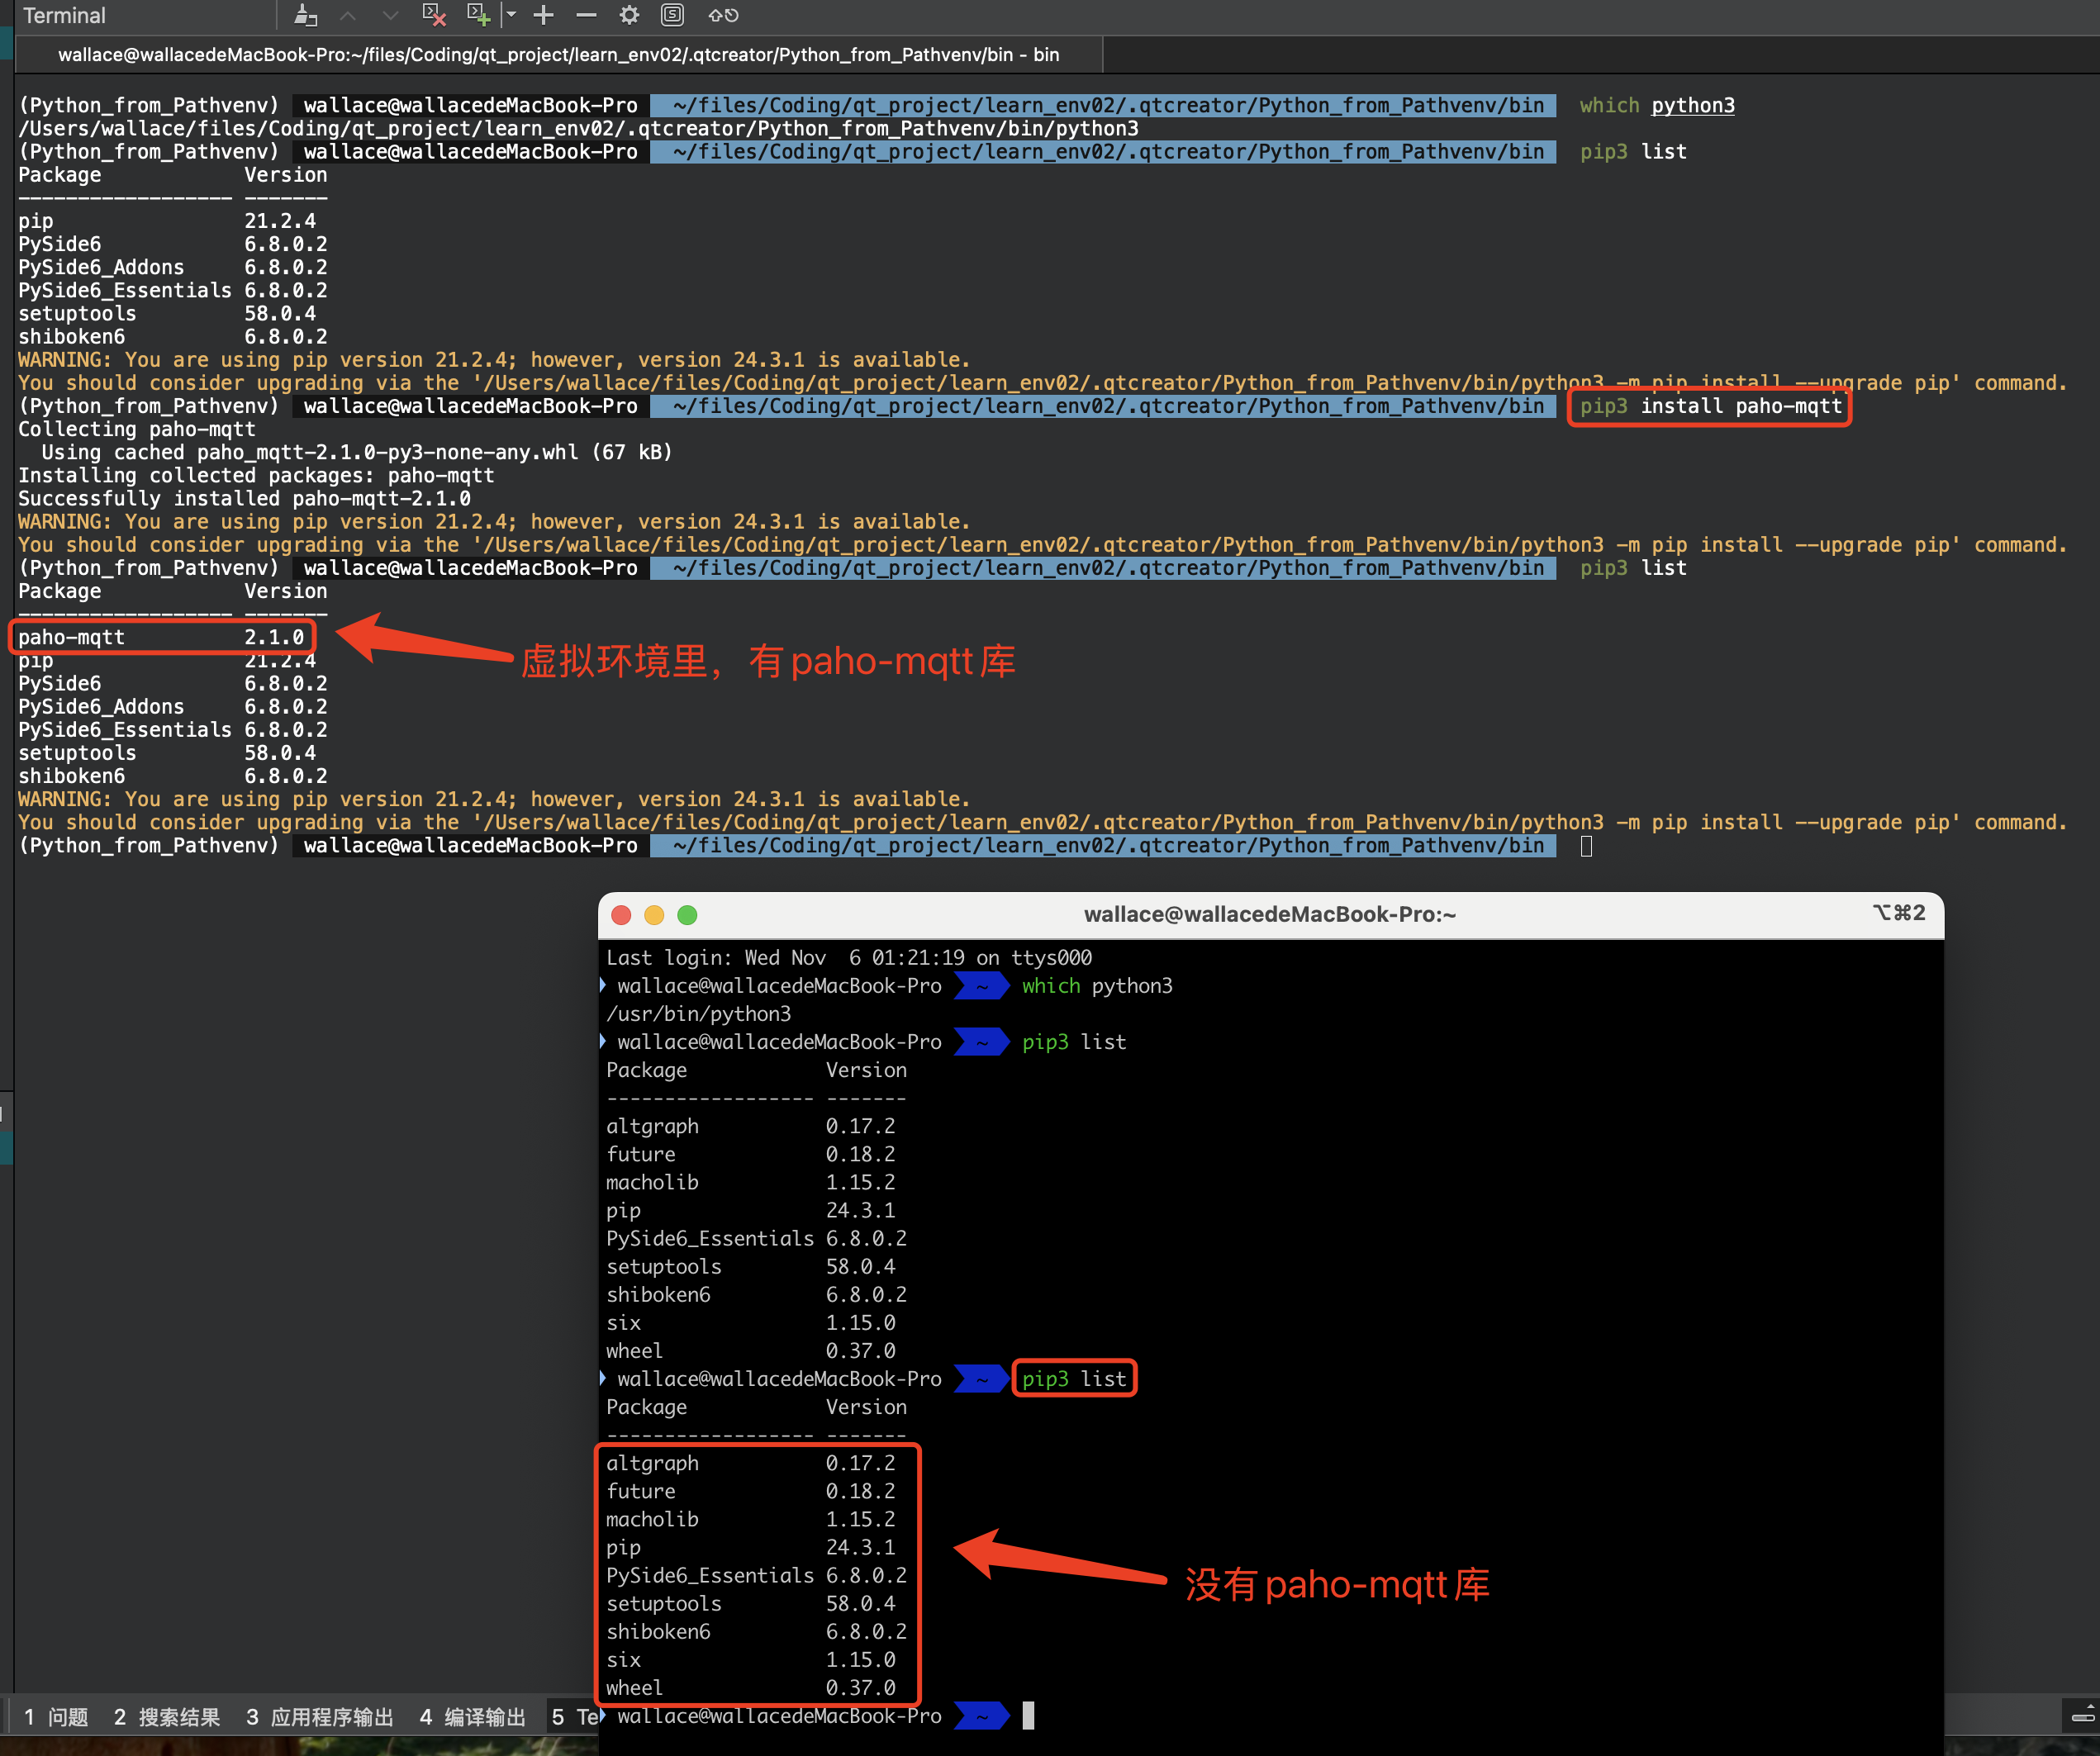 Terminal
wallace@wallacedeMacBook-Pro:~/files/Coding/qt_project/learn_env02/.qtcreator/Python_from_Pathvenv/bin - bin
(Python_from_Pathvenv) wallace@wallacedeMacBook-Pro ~/files/Coding/qt_project/learn_env02/.qtcreator/Python_from_Pathvenv/bin which python3
/Users/wallace/files/Coding/qt_project/learn_env02/.qtcreator/Python_from_Pathvenv/bin/python3
(Python_from_Pathvenv) wallace@wallacedeMacBook-Pro ~/files/Coding/qt_project/learn_env02/.qtcreator/Python_from_Pathvenv/bin pip3 list
Package Version
------------------ -------
pip 21.2.4
PySide6 6.8.0.2
PySide6_Addons 6.8.0.2
PySide6_Essentials 6.8.0.2
setuptools 58.0.4
shiboken6 6.8.0.2
WARNING: You are using pip version 21.2.4; however, version 24.3.1 is available.
You should consider upgrading via the '/Users/wallace/files/Coding/qt_project/learn_env02/.qtcreator/Python_from_Pathvenv/bin/python3 -m pip install --upgrade pip' command.
(Python_from_Pathvenv) wallace@wallacedeMacBook-Pro ~/files/Coding/qt_project/learn_env02/.qtcreator/Python_from_Pathvenv/bin pip3 install paho-mqtt
Collecting paho-mqtt
Using cached paho_mqtt-2.1.0-py3-none-any.whl (67 kB)
Installing collected packages: paho-mqtt
Successfully installed paho-mqtt-2.1.0
WARNING: You are using pip version 21.2.4; however, version 24.3.1 is available.
You should consider upgrading via the '/Users/wallace/files/Coding/qt_project/learn_env02/.qtcreator/Python_from_Pathvenv/bin/python3 -m pip install --upgrade pip' command.
(Python_from_Pathvenv) wallace@wallacedeMacBook-Pro ~/files/Coding/qt_project/learn_env02/.qtcreator/Python_from_Pathvenv/bin pip3 list
Package Version
------------------ -------
paho-mqtt 2.1.0
虚拟环境里，有paho-mqtt库
pip 21.2.4
PySide6 6.8.0.2
PySide6_Addons 6.8.0.2
PySide6_Essentials 6.8.0.2
setuptools 58.0.4
shiboken6 6.8.0.2
WARNING: You are using pip version 21.2.4; however, version 24.3.1 is available.
You should consider upgrading via the '/Users/wallace/files/Coding/qt_project/learn_env02/.qtcreator/Python_from_Pathvenv/bin/python3 -m pip install --upgrade pip' command.
(Python_from_Pathvenv) wallace@wallacedeMacBook-Pro ~/files/Coding/qt_project/learn_env02/.qtcreator/Python_from_Pathvenv/bin
wallace@wallacedeMacBook-Pro:~ ⌥⌘2
Last login: Wed Nov  6 01:21:19 on ttys000
wallace@wallacedeMacBook-Pro ~ which python3
/usr/bin/python3
wallace@wallacedeMacBook-Pro ~ pip3 list
Package Version
------------------ -------
altgraph 0.17.2
future 0.18.2
macholib 1.15.2
pip 24.3.1
PySide6_Essentials 6.8.0.2
setuptools 58.0.4
shiboken6 6.8.0.2
six 1.15.0
wheel 0.37.0
wallace@wallacedeMacBook-Pro ~ pip3 list
Package Version
------------------ -------
altgraph 0.17.2
future 0.18.2
macholib 1.15.2
pip 24.3.1
PySide6_Essentials 6.8.0.2
没有paho-mqtt库
setuptools 58.0.4
shiboken6 6.8.0.2
six 1.15.0
wheel 0.37.0
wallace@wallacedeMacBook-Pro ~
1 问题 2 搜索结果 3 应用程序输出 4 编译输出 5 Te